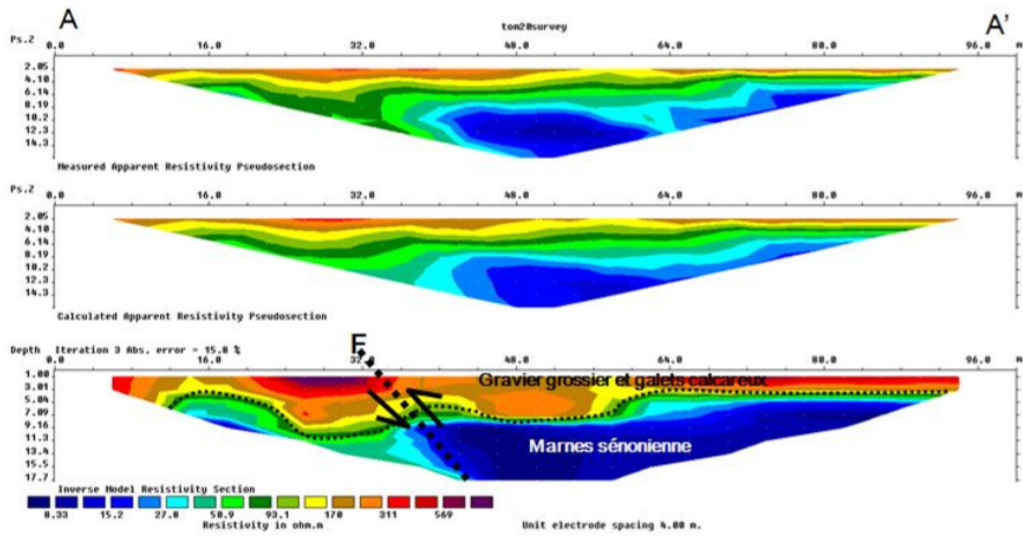 A A'
tom20survey
Ps.Z 0.0 16.0 32.0 48.0 64.0 80.0 96.0 m
2.05
4.10
6.14
8.19
10.2
12.3
14.3
Measured Apparent Resistivity Pseudosection
Ps.Z 0.0 16.0 32.0 48.0 64.0 80.0 96.0 m
2.05
4.10
6.14
8.19
10.2
12.3
14.3
Calculated Apparent Resistivity Pseudosection
F
Depth Iteration 3 Abs. error = 15.8 %
0.0 16.0 32.0 48.0 64.0 80.0 96.0 m
1.00
3.01
5.04
7.09
9.16
11.3
13.4
15.5
17.7
Gravier grossier et galets calcareux
Marnes sénonienne
Inverse Model Resistivity Section
8.33 15.2 27.8 50.9 93.1 170 311 569
Resistivity in ohm.m
Unit electrode spacing 4.00 m.